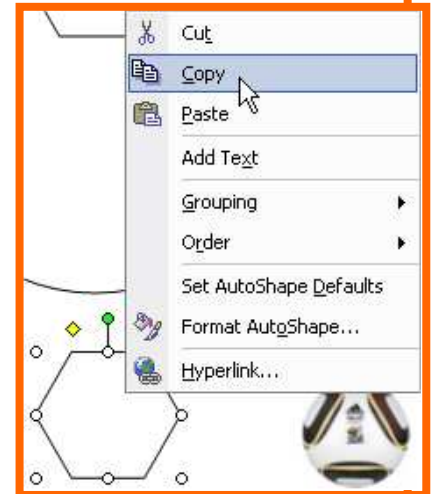 Cut
Copy
Paste
Add Text
Grouping
Order
Set AutoShape Defaults
Format AutoShape...
Hyperlink...